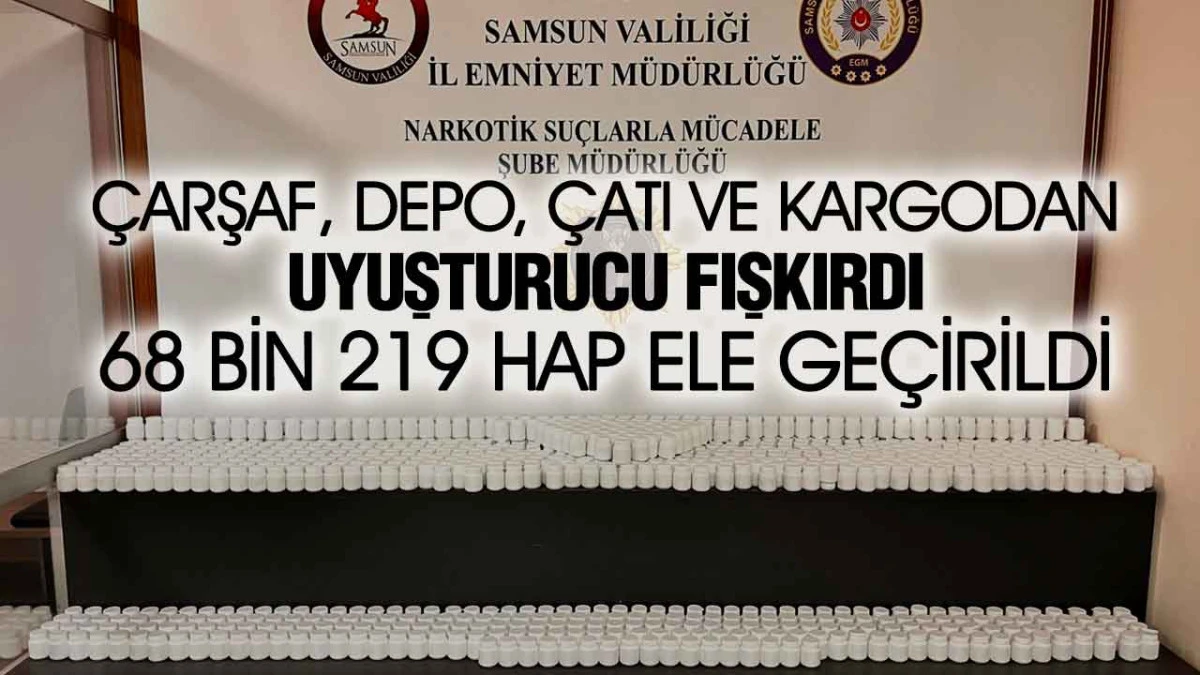 SAMSUN
SAMSUN VALİLİĞİ
EGM
SAMSUN VALİLİĞİ
İL EMNİYET MÜDÜRLÜĞÜ
NARKOTİK SUÇLARLA MÜCADELE
ŞUBE MÜDÜRLÜĞÜ
ÇARŞAF, DEPO, ÇATI VE KARGODAN
UYUŞTURUCU FIŞKIRDI
68 BİN 219 HAP ELE GEÇİRİLDİ